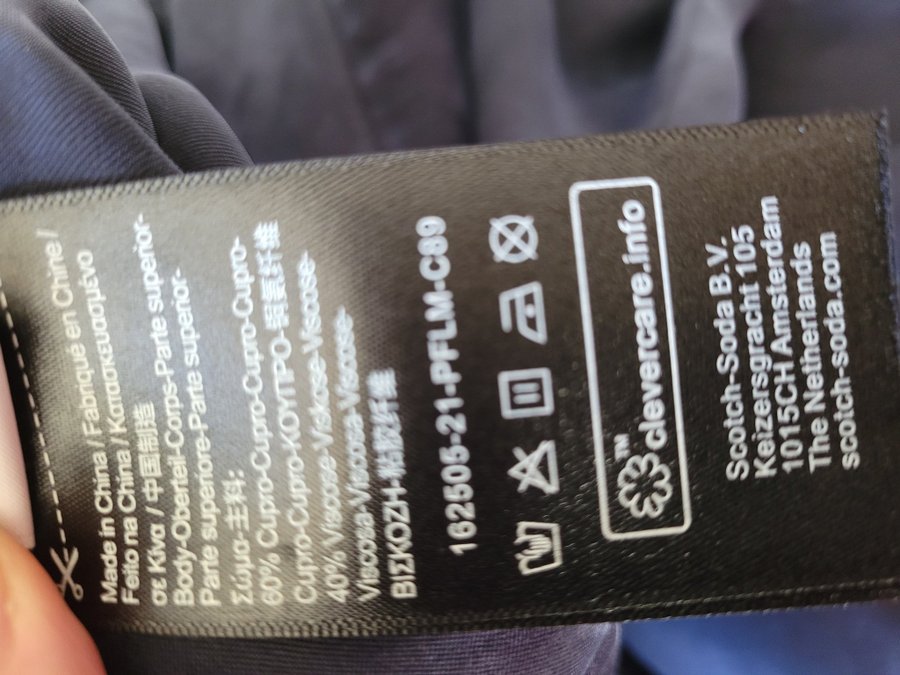 Made in China / Fabriqué en Chine /
Feito na China / Κατασκευασμένο
σε Κίνα / 中国制造
Body-Oberteil-Corps-Parte superior-
Parte superiore-Parte superior-
Σώμα-主料:
60% Cupro-Cupro-Cupro-Cupro-
Cupro-Cupro-ΚΟΥΠΡΟ-铜氨纤维
40% Viscose-Viskose-Viscose-
Viscosa-Viscosa-Viscose-
ΒΙΣΚΟΖΗ-粘胶纤维
162505-21-PFLM-C89
™
clevercare.info
Scotch-Soda B.V.
Keizersgracht 105
1015CH Amsterdam
The Netherlands
scotch-soda.com